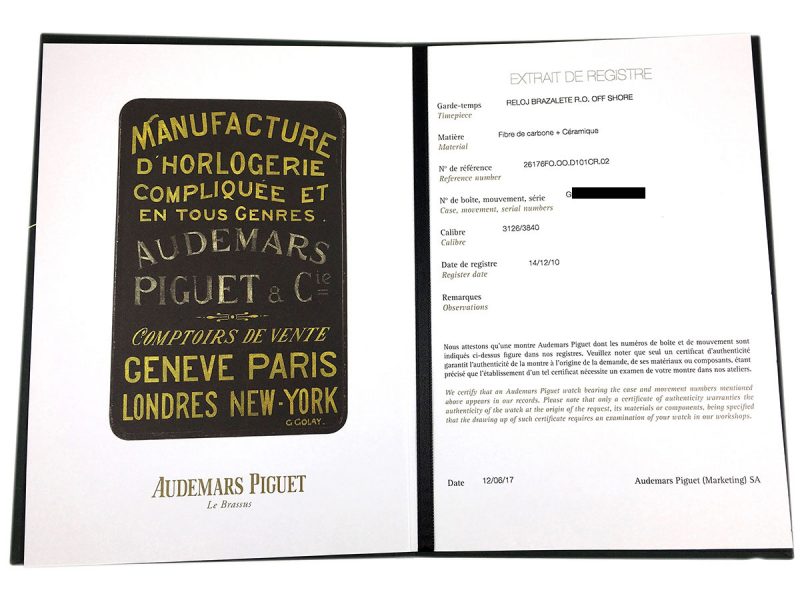 MANUFACTURE
D'HORLOGERIE
COMPLIQUÉE ET
EN TOUS GENRES.
AUDEMARS
PIGUET & Cie
COMPTOIRS DE VENTE
GENEVE PARIS
LONDRES NEW-YORK
G GOLAY.
AUDEMARS PIGUET
Le Brassus
EXTRAIT DE REGISTRE
Garde-temps RELOJ BRAZALETE R.O. OFF SHORE
Timepiece
Matière Fibre de carbone + Céramique
Material
N° de référence 26176FO.OO.D101CR.02
Reference number
N° de boîte, mouvement, série G
Case, movement, serial numbers
Calibre 3126/3840
Calibre
Date de registre 14/12/10
Register date
Remarques
Observations
Nous attestons qu'une montre Audemars Piguet dont les numéros de boîte et de mouvement sont
indiqués ci-dessus figure dans nos registres. Veuillez noter que seul un certificat d'authenticité
garantit l'authenticité de la montre à l'origine de la demande, de ses matériaux ou composants, étant
précisé que l'établissement d'un tel certificat nécessite un examen de votre montre dans nos ateliers.
We certify that an Audemars Piguet watch bearing the case and movement numbers mentioned
above appears in our records. Please note that only a certificate of authenticity warranties the
authenticity of the watch at the origin of the request, its materials or components, being specified
that the drawing up of such certificate requires an examination of your watch in our workshops.
Date 12/06/17 Audemars Piguet (Marketing) SA